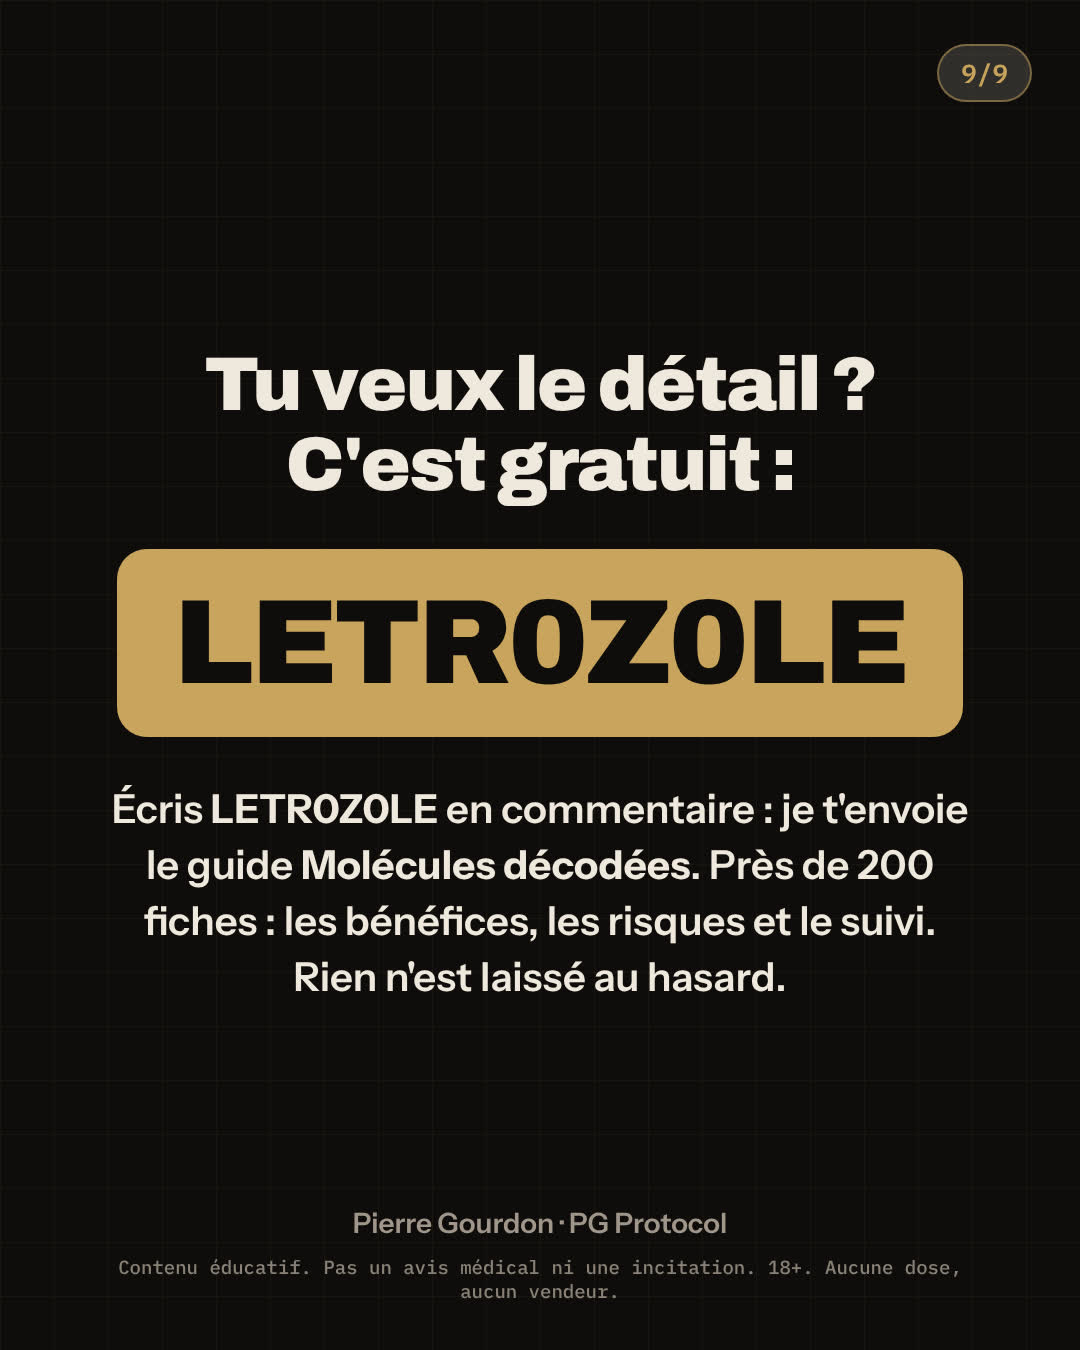 9/9
Tu veux le détail ?
C'est gratuit :
LETR0Z0LE
Écris LETR0Z0LE en commentaire : je t'envoie
le guide Molécules décodées. Près de 200
fiches : les bénéfices, les risques et le suivi.
Rien n'est laissé au hasard.
Pierre Gourdon · PG Protocol
Contenu éducatif. Pas un avis médical ni une incitation. 18+. Aucune dose,
aucun vendeur.